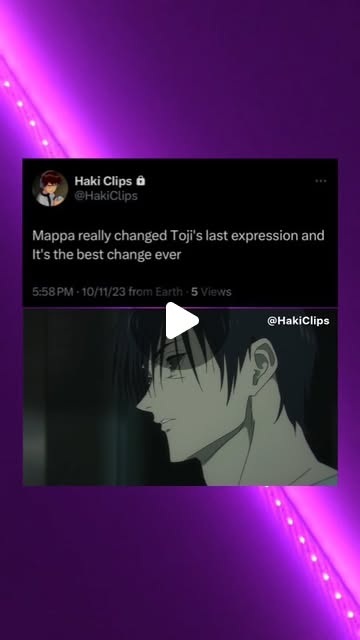 Haki Clips
@HakiClips
Mappa really changed Toji's last expression and
It's the best change ever
5:58 PM · 10/11/23 from Earth · 5 Views
@HakiClips